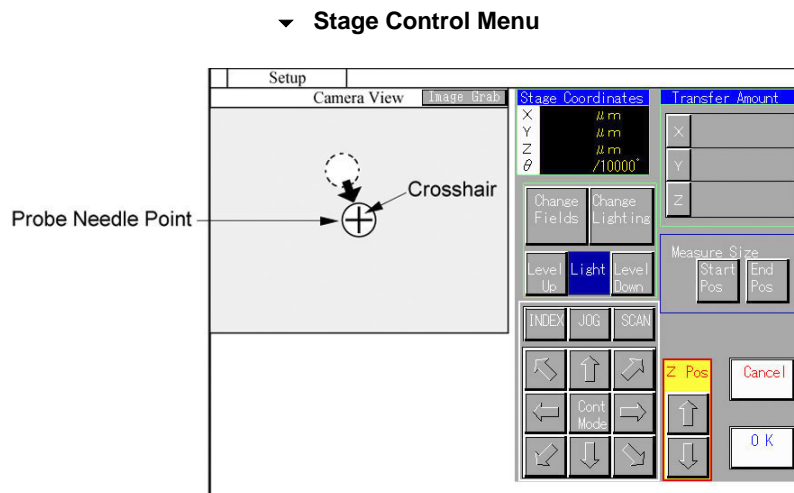 Stage Control Menu
Setup
Camera View
Image Grab
Crosshair
Probe Needle Point
Stage Coordinates
X μm
Y μm
Z μm
θ /10000°
Transfer Amount
X
Y
Z
Change
Fields
Change
Lighting
Level
Up
Light
Level
Down
Measure Size
Start
Pos
End
Pos
INDEX
JOG
SCAN
Cont
Mode
Z Pos
Cancel
OK